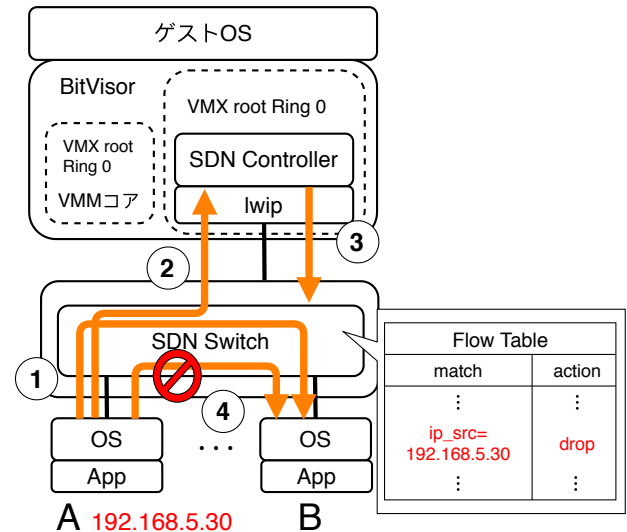 ゲストOS
BitVisor
VMX root Ring 0
VMX root
Ring 0
VMMコア
SDN Controller
lwip
3
2
SDN Switch
1
4
OS
App
...
OS
App
A 192.168.5.30
B
Flow Table
match action
⋮ ⋮
ip_src=
192.168.5.30
drop
⋮ ⋮